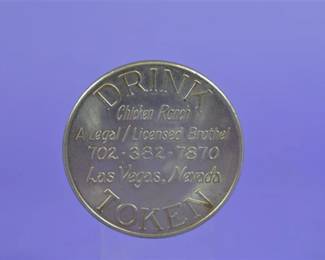 DRINK
Chicken Ranch
A Legal / Licensed Brothel
702-382-7870
Las Vegas, Nevada
TOKEN